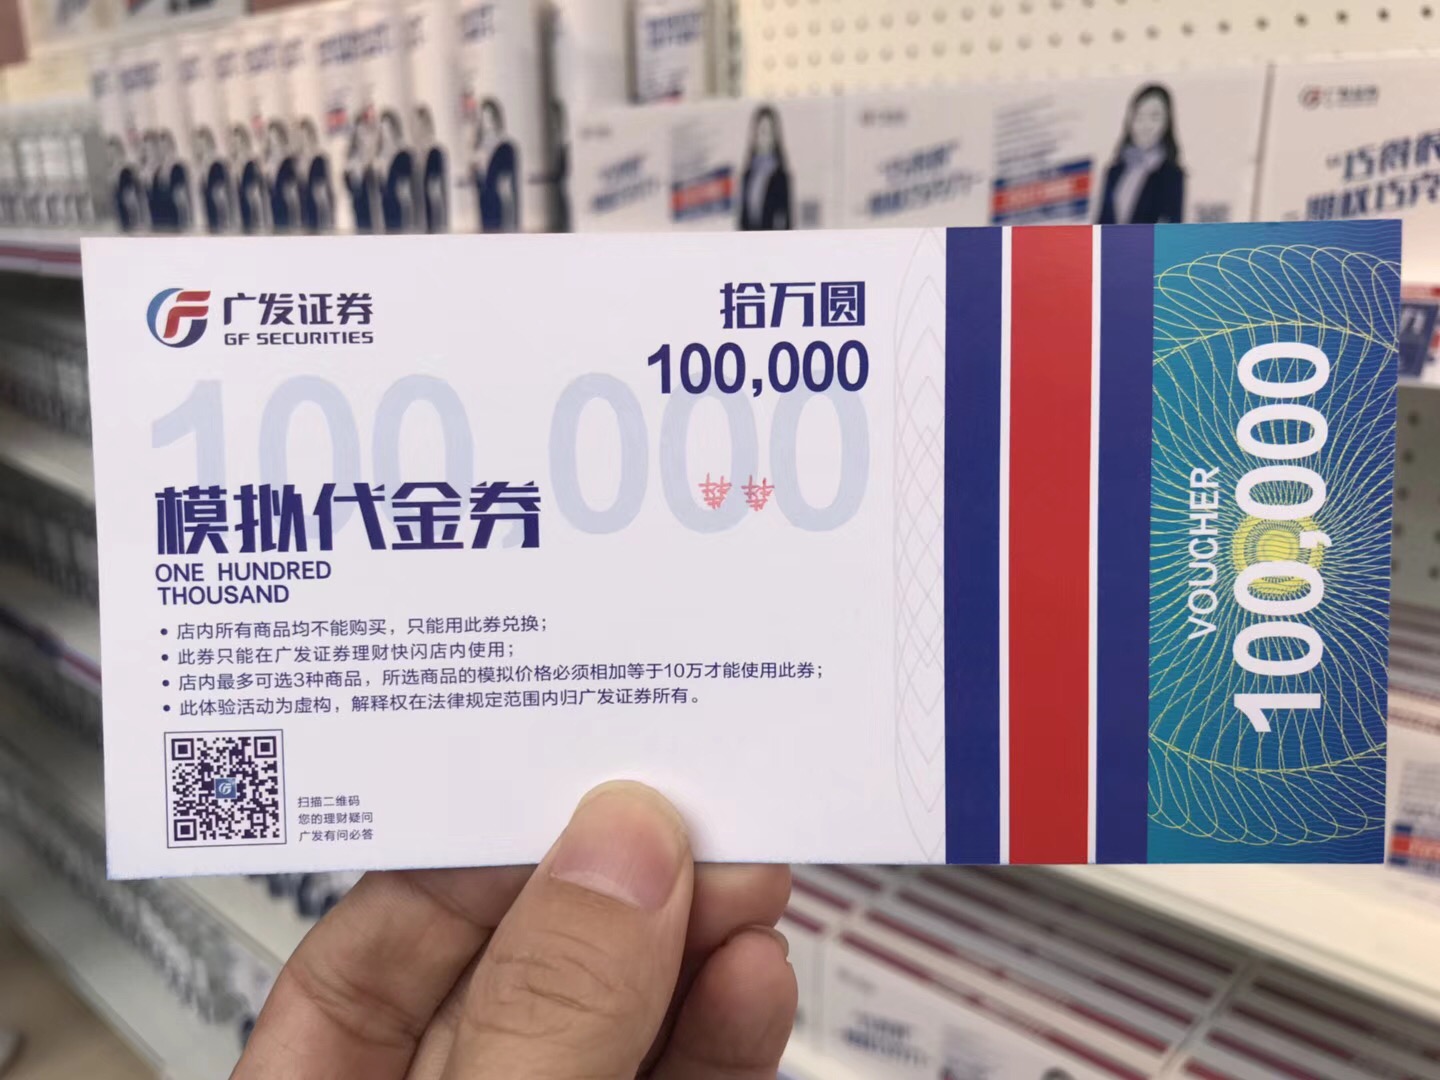 广发证券
GF SECURITIES
拾万圆
100,000
100,000
模拟代金券
ONE HUNDRED
THOUSAND
• 店内所有商品均不能购买，只能用此券兑换；
• 此券只能在广发证券理财快闪店内使用；
• 店内最多可选3种商品，所选商品的模拟价格必须相加等于10万才能使用此券；
• 此体验活动为虚构，解释权在法律规定范围内归广发证券所有。
扫描二维码
您的理财疑问
广发有问必答
VOUCHER
100,000